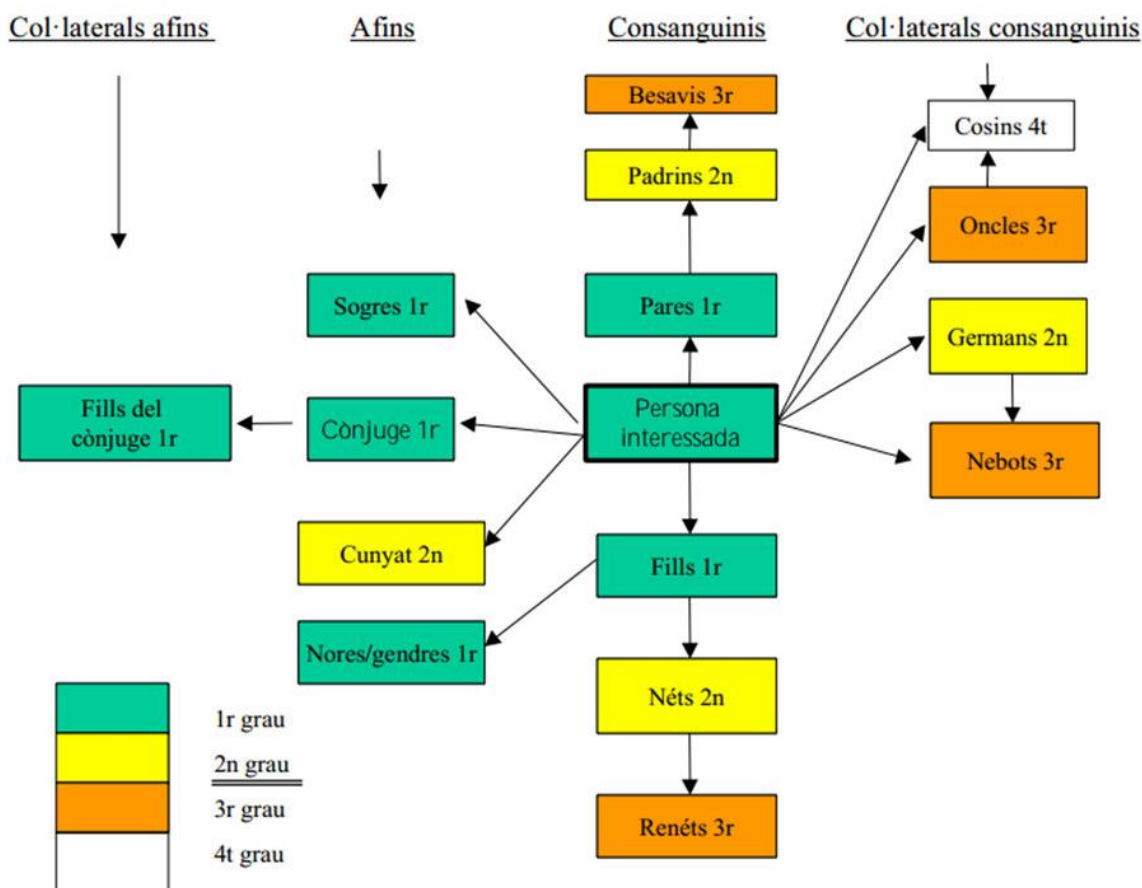 Col·laterals afins
Afins
Consanguinis
Col·laterals consanguinis
Besavis 3r
Cosins 4t
Padrins 2n
Oncles 3r
Sogres 1r
Pares 1r
Germans 2n
Fills del
cònjuge 1r
Cònjuge 1r
Persona
interessada
Nebots 3r
Cunyat 2n
Fills 1r
Nores/gendres 1r
Néts 2n
Renéts 3r
1r grau
2n grau
3r grau
4t grau